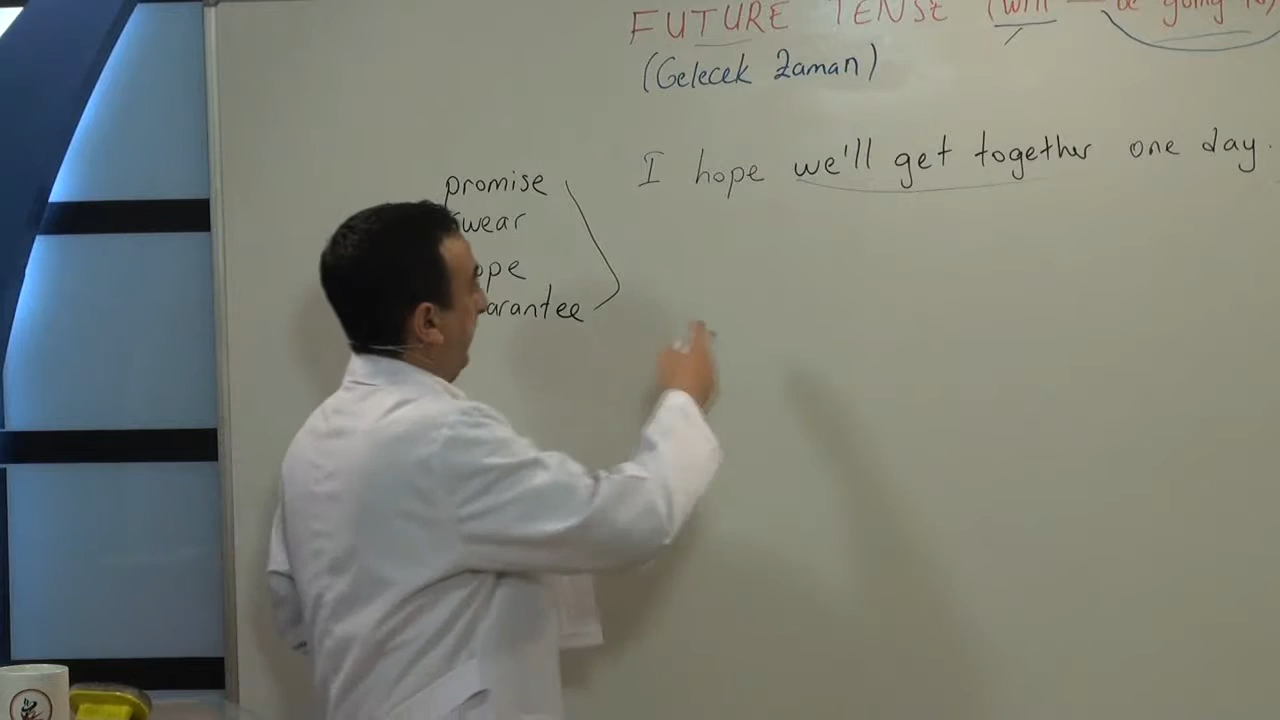 FUTURE TENSE (will be going to)
(Gelecek Zaman)
I hope we'll get together one day.
promise
swear
hope
guarantee